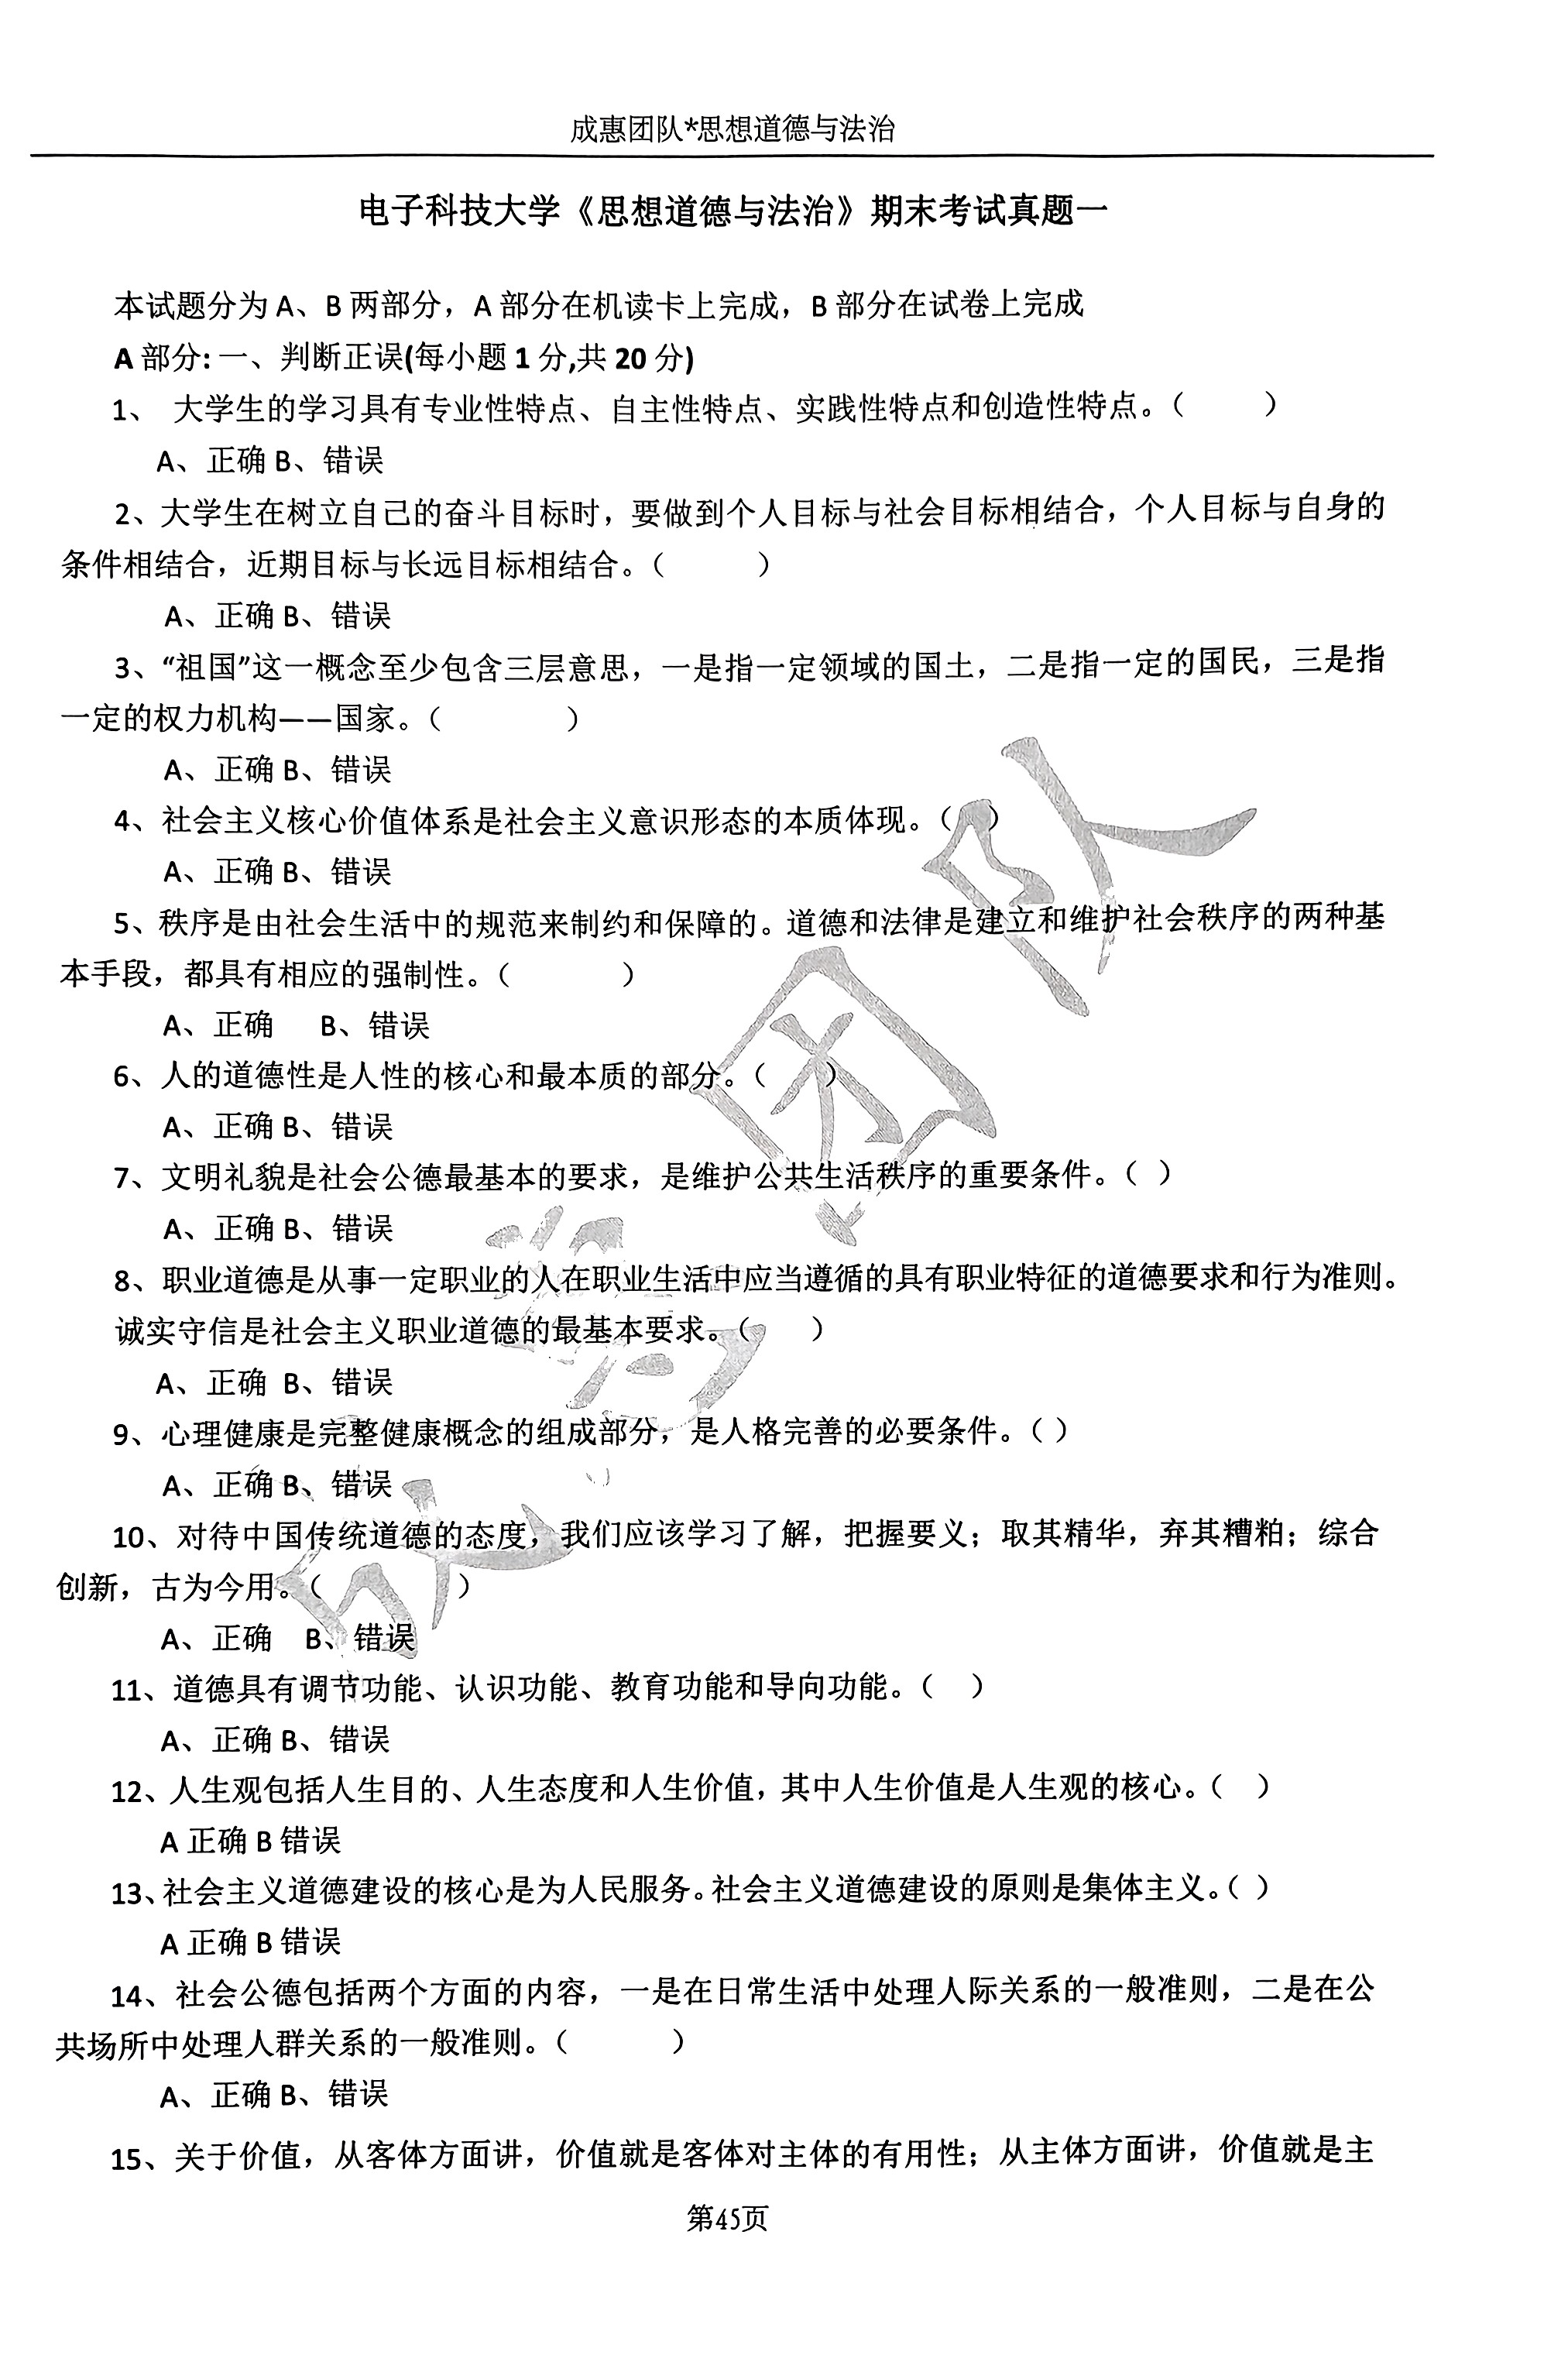 成惠团队*思想道德与法治
电子科技大学《思想道德与法治》期末考试真题一
本试题分为 A、B 两部分，A 部分在机读卡上完成，B 部分在试卷上完成
A 部分: 一、判断正误(每小题 1 分,共 20 分)
1、 大学生的学习具有专业性特点、自主性特点、实践性特点和创造性特点。（ ）
A、正确 B、错误
2、大学生在树立自己的奋斗目标时，要做到个人目标与社会目标相结合，个人目标与自身的
条件相结合，近期目标与长远目标相结合。（ ）
A、正确 B、错误
3、“祖国”这一概念至少包含三层意思，一是指一定领域的国土，二是指一定的国民，三是指
一定的权力机构——国家。（ ）
A、正确 B、错误
4、社会主义核心价值体系是社会主义意识形态的本质体现。（ ）
A、正确 B、错误
5、秩序是由社会生活中的规范来制约和保障的。道德和法律是建立和维护社会秩序的两种基
本手段，都具有相应的强制性。（ ）
A、正确 B、错误
6、人的道德性是人性的核心和最本质的部分。（ ）
A、正确 B、错误
7、文明礼貌是社会公德最基本的要求，是维护公共生活秩序的重要条件。（ ）
A、正确 B、错误
8、职业道德是从事一定职业的人在职业生活中应当遵循的具有职业特征的道德要求和行为准则。
诚实守信是社会主义职业道德的最基本要求。（ ）
A、正确 B、错误
9、心理健康是完整健康概念的组成部分，是人格完善的必要条件。（ ）
A、正确 B、错误
10、对待中国传统道德的态度，我们应该学习了解，把握要义；取其精华，弃其糟粕；综合
创新，古为今用。（ ）
A、正确 B、错误
11、道德具有调节功能、认识功能、教育功能和导向功能。（ ）
A、正确 B、错误
12、人生观包括人生目的、人生态度和人生价值，其中人生价值是人生观的核心。（ ）
A 正确 B 错误
13、社会主义道德建设的核心是为人民服务。社会主义道德建设的原则是集体主义。（ ）
A 正确 B 错误
14、社会公德包括两个方面的内容，一是在日常生活中处理人际关系的一般准则，二是在公
共场所中处理人群关系的一般准则。（ ）
A、正确 B、错误
15、关于价值，从客体方面讲，价值就是客体对主体的有用性；从主体方面讲，价值就是主
第45页